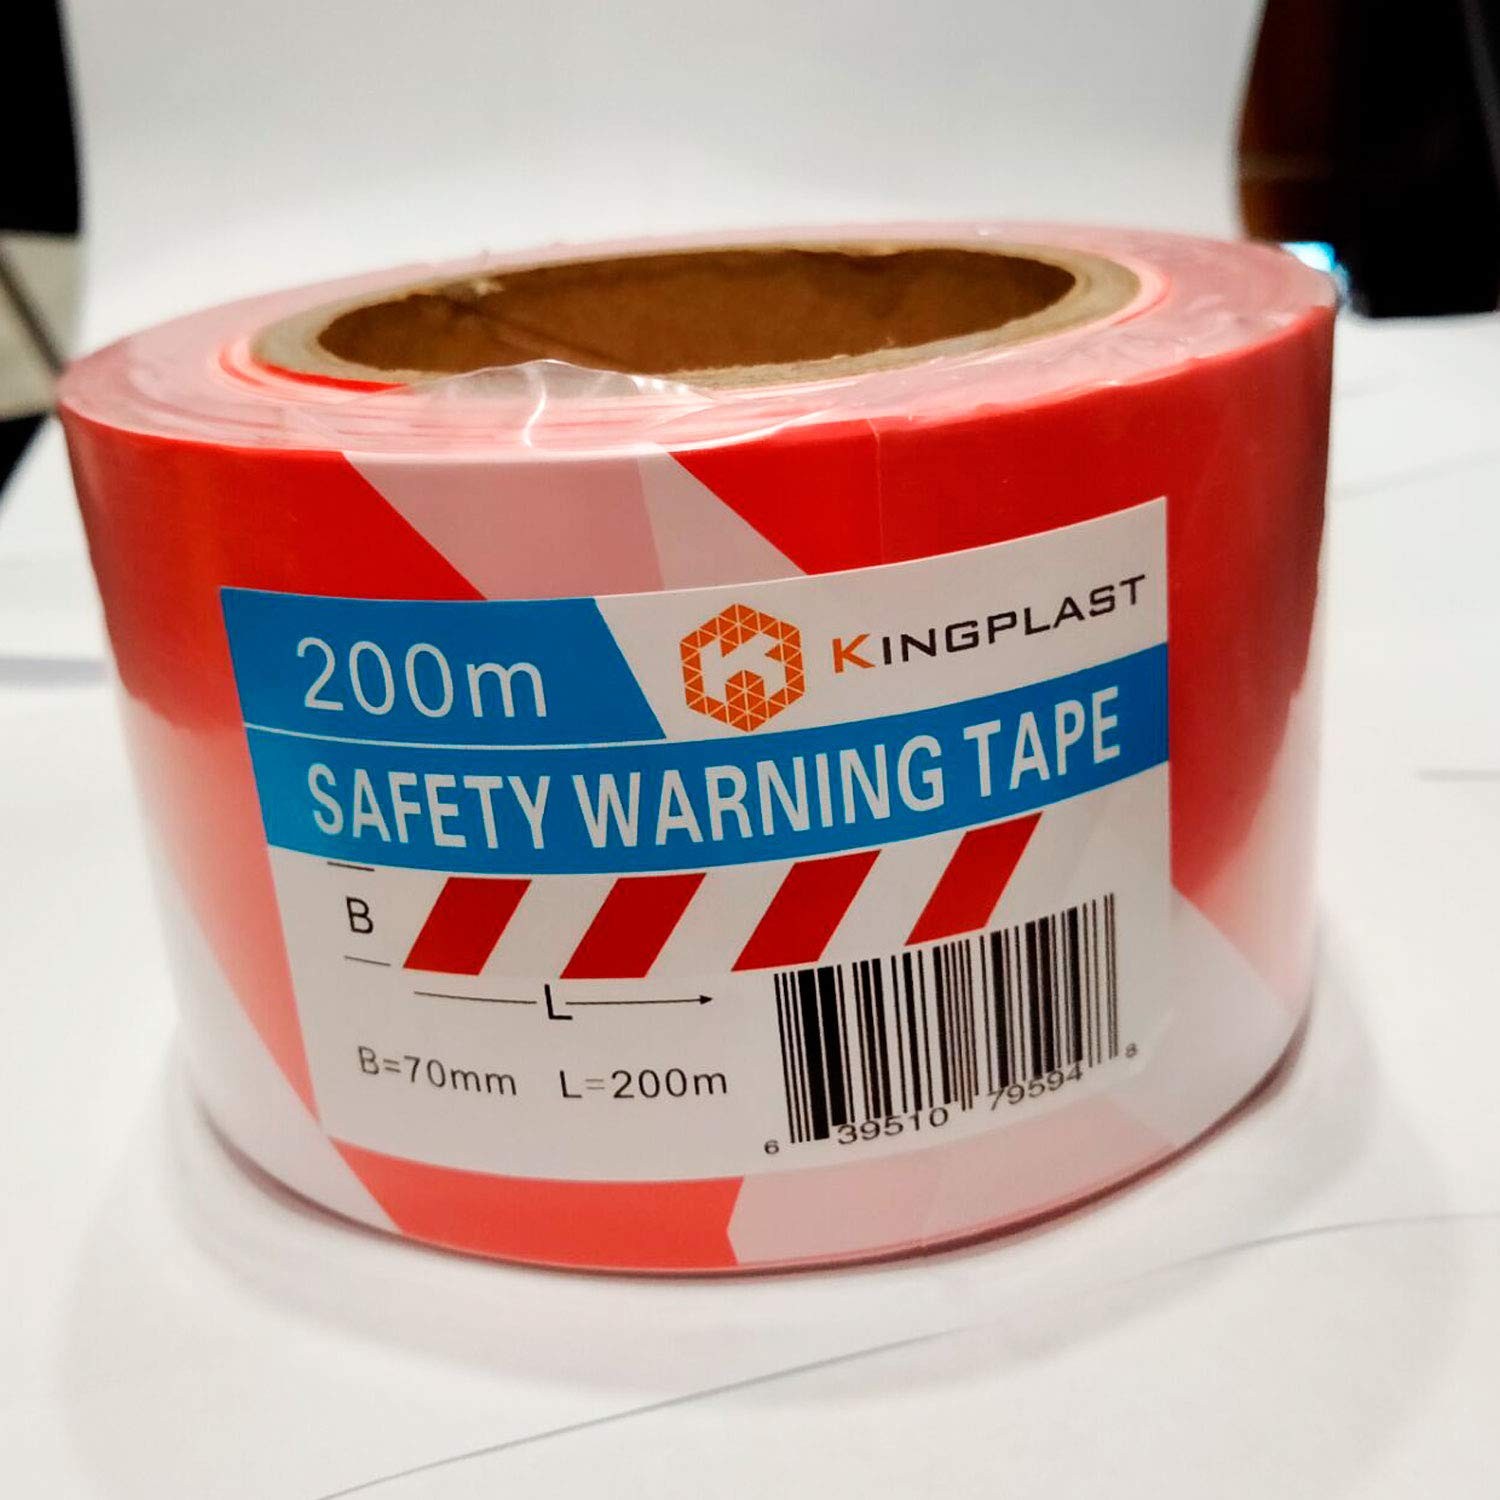 200m
KINGPLAST
SAFETY WARNING TAPE
B
L
B=70mm L=200m
6 39510 79594 8